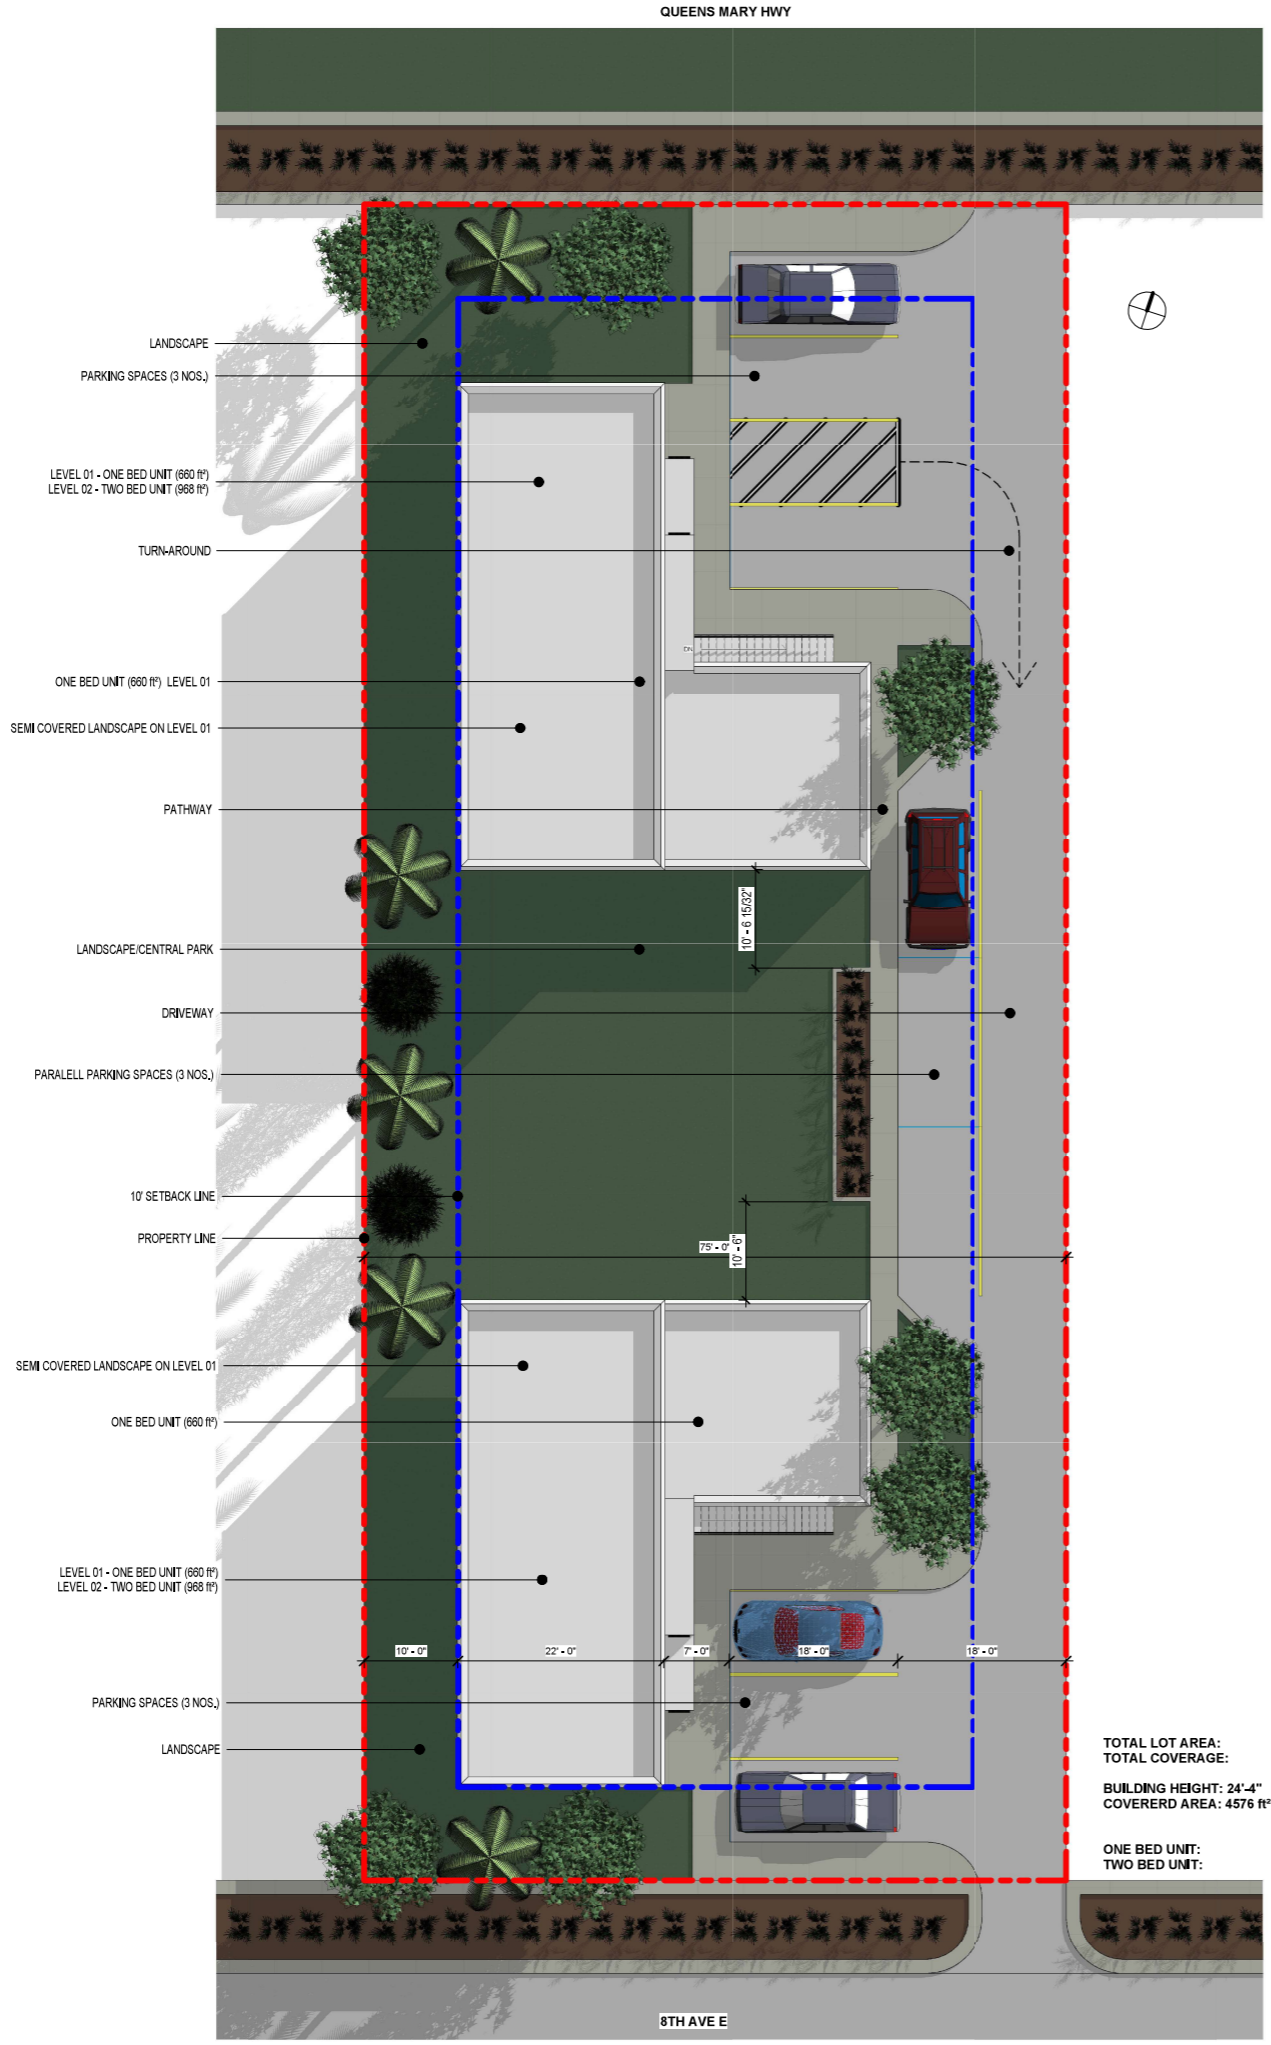 QUEENS MARY HWY
LANDSCAPE
PARKING SPACES (3 NOS.)
LEVEL 01 - ONE BED UNIT (660 ft²)
LEVEL 02 - TWO BED UNIT (968 ft²)
TURN-AROUND
DN
ONE BED UNIT (660 ft²) LEVEL 01
SEMI COVERED LANDSCAPE ON LEVEL 01
PATHWAY
10' - 6 15/32"
LANDSCAPE/CENTRAL PARK
DRIVEWAY
PARALELL PARKING SPACES (3 NOS.)
10' SETBACK LINE
PROPERTY LINE
75' - 0"
10' - 6"
SEMI COVERED LANDSCAPE ON LEVEL 01
ONE BED UNIT (660 ft²)
LEVEL 01 - ONE BED UNIT (660 ft²)
LEVEL 02 - TWO BED UNIT (968 ft²)
10' - 0"
22' - 0"
7' - 0"
18' - 0"
18' - 0"
PARKING SPACES (3 NOS.)
LANDSCAPE
TOTAL LOT AREA:
TOTAL COVERAGE:
BUILDING HEIGHT: 24'-4"
COVERERD AREA: 4576 ft²
ONE BED UNIT:
TWO BED UNIT:
8TH AVE E